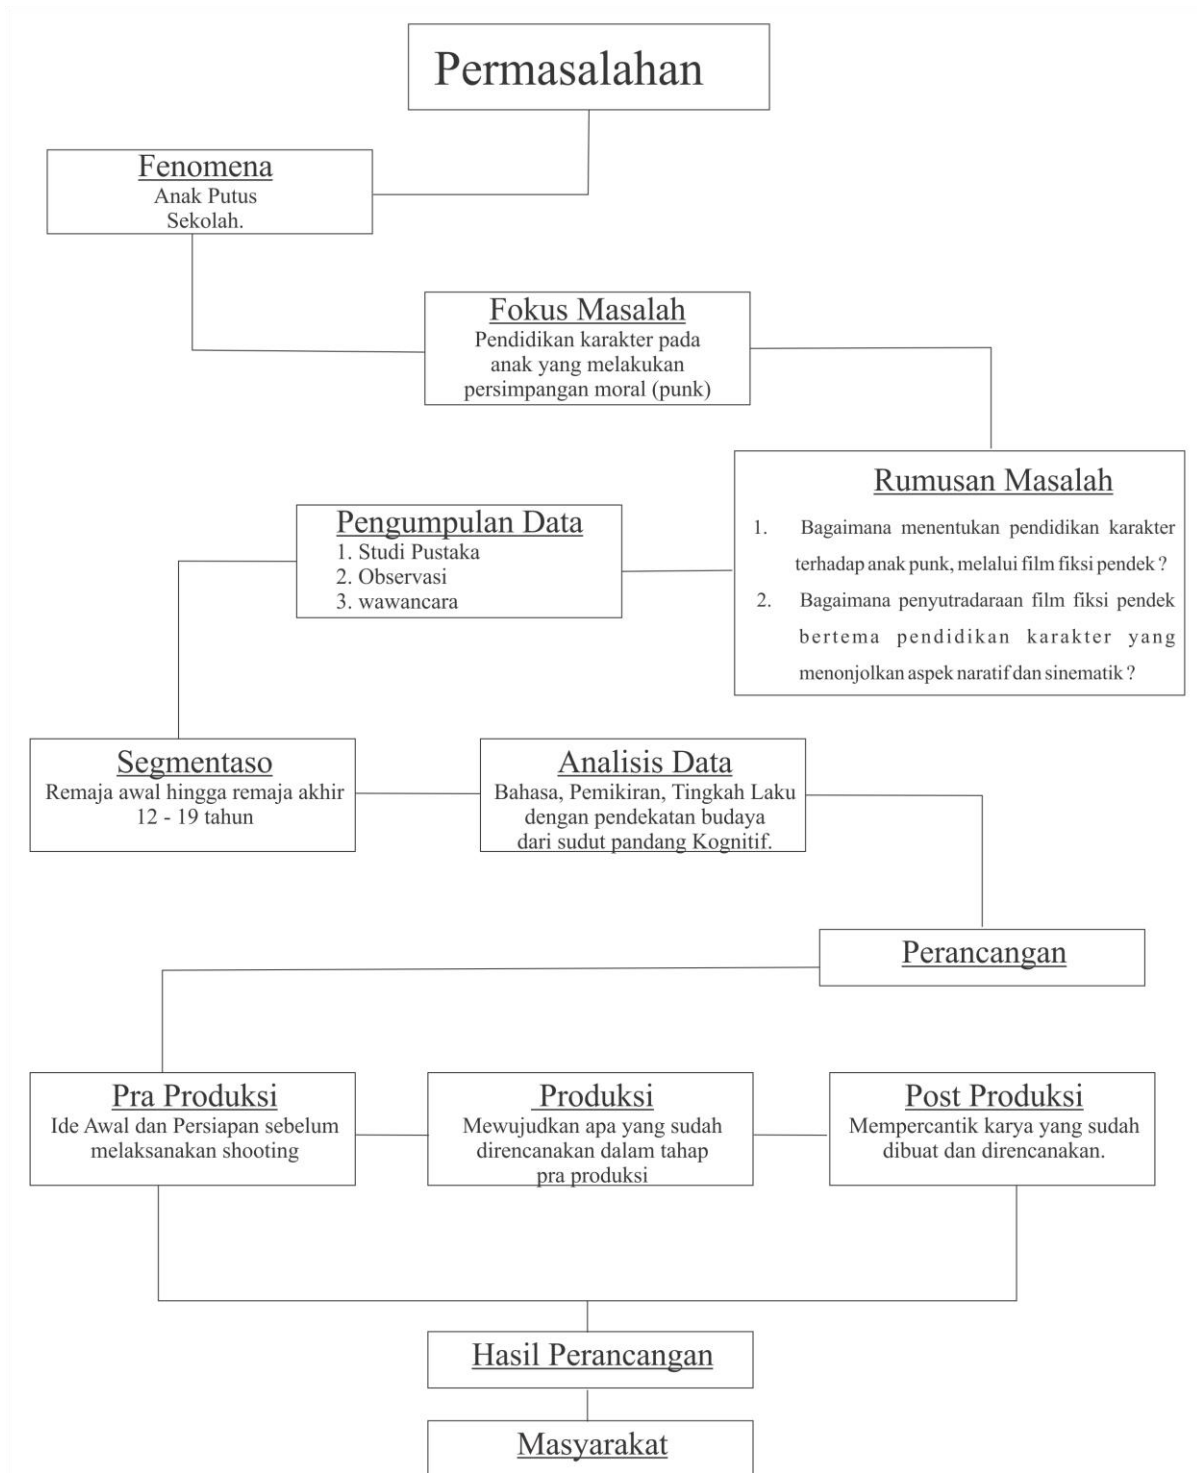 Permasalahan
Fenomena
Anak Putus
Sekolah.
Fokus Masalah
Pendidikan karakter pada
anak yang melakukan
persimpangan moral (punk)
Rumusan Masalah
1. Bagaimana menentukan pendidikan karakter
terhadap anak punk, melalui film fiksi pendek ?
2. Bagaimana penyutradaraan film fiksi pendek
bertema pendidikan karakter yang
menonjolkan aspek naratif dan sinematik ?
Pengumpulan Data
1. Studi Pustaka
2. Observasi
3. wawancara
Segmentaso
Remaja awal hingga remaja akhir
12 - 19 tahun
Analisis Data
Bahasa, Pemikiran, Tingkah Laku
dengan pendekatan budaya
dari sudut pandang Kognitif.
Perancangan
Pra Produksi
Ide Awal dan Persiapan sebelum
melaksanakan shooting
Produksi
Mewujudkan apa yang sudah
direncanakan dalam tahap
pra produksi
Post Produksi
Mempercantik karya yang sudah
dibuat dan direncanakan.
Hasil Perancangan
Masyarakat